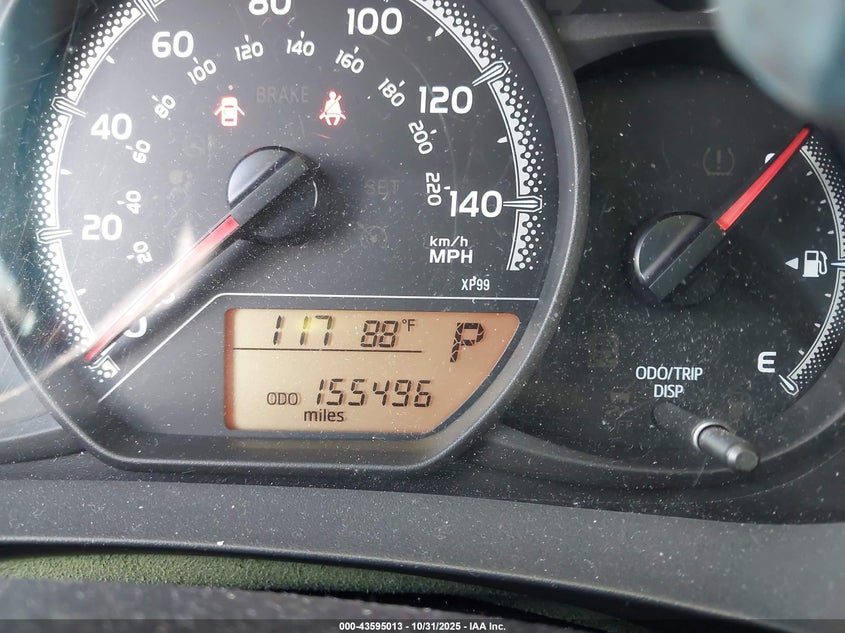 20 40 60 80 100 120 140
20 40 60 80 100 120 140 160 180 200 220
BRAKE
SET
km/h
MPH
XP99
117 88°F P
ODO 155496
miles
ODO/TRIP
DISP
E
000-43595013 - 10/31/2025 - IAA Inc.